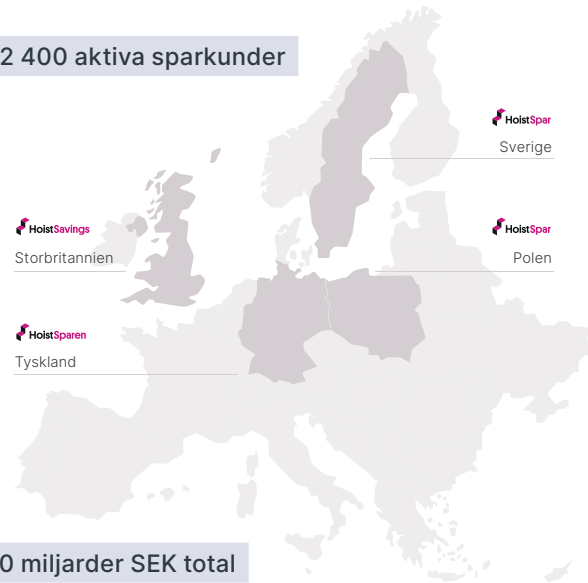 2 400 aktiva sparkunder
HoistSpar
Sverige
HoistSavings
Storbritannien
HoistSpar
Polen
HoistSparen
Tyskland
0 miljarder SEK total